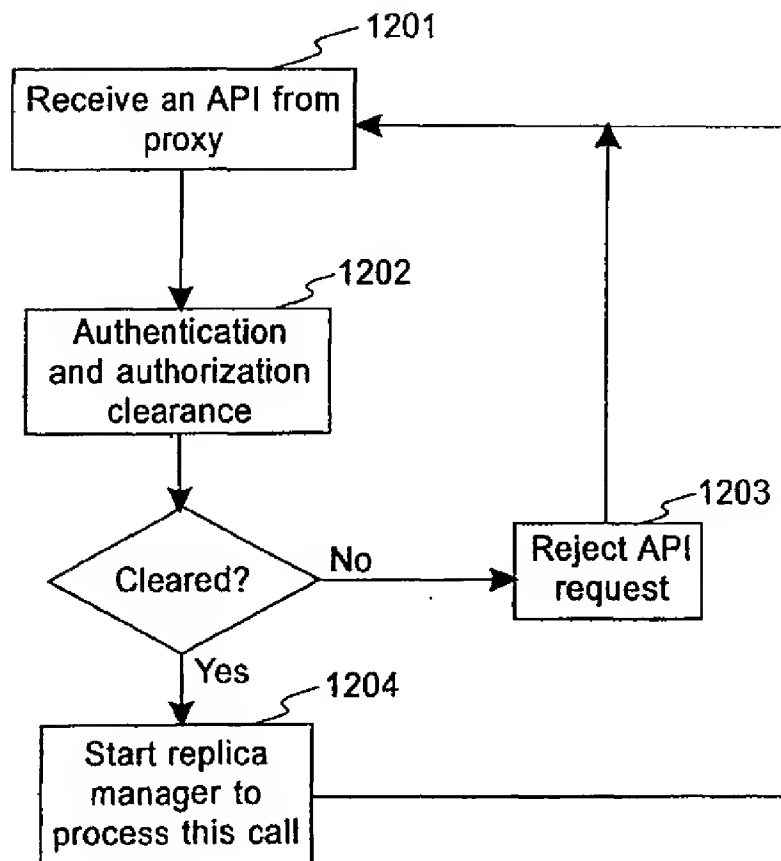 1201
Receive an API from
proxy
1202
Authentication
and authorization
clearance
1203
Cleared?
No
Reject API
request
Yes
1204
Start replica
manager to
process this call